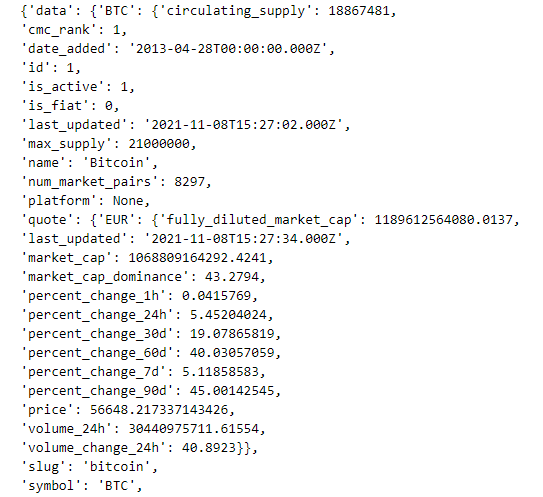 {'data': {'BTC': {'circulating_supply': 18867481,
'cmc_rank': 1,
'date_added': '2013-04-28T00:00:00.000Z',
'id': 1,
'is_active': 1,
'is_fiat': 0,
'last_updated': '2021-11-08T15:27:02.000Z',
'max_supply': 21000000,
'name': 'Bitcoin',
'num_market_pairs': 8297,
'platform': None,
'quote': {'EUR': {'fully_diluted_market_cap': 1189612564080.0137,
'last_updated': '2021-11-08T15:27:34.000Z',
'market_cap': 1068809164292.4241,
'market_cap_dominance': 43.2794,
'percent_change_1h': 0.0415769,
'percent_change_24h': 5.45204024,
'percent_change_30d': 19.07865819,
'percent_change_60d': 40.03057059,
'percent_change_7d': 5.11858583,
'percent_change_90d': 45.00142545,
'price': 56648.217337143426,
'volume_24h': 30440975711.61554,
'volume_change_24h': 40.8923}},
'slug': 'bitcoin',
'symbol': 'BTC',